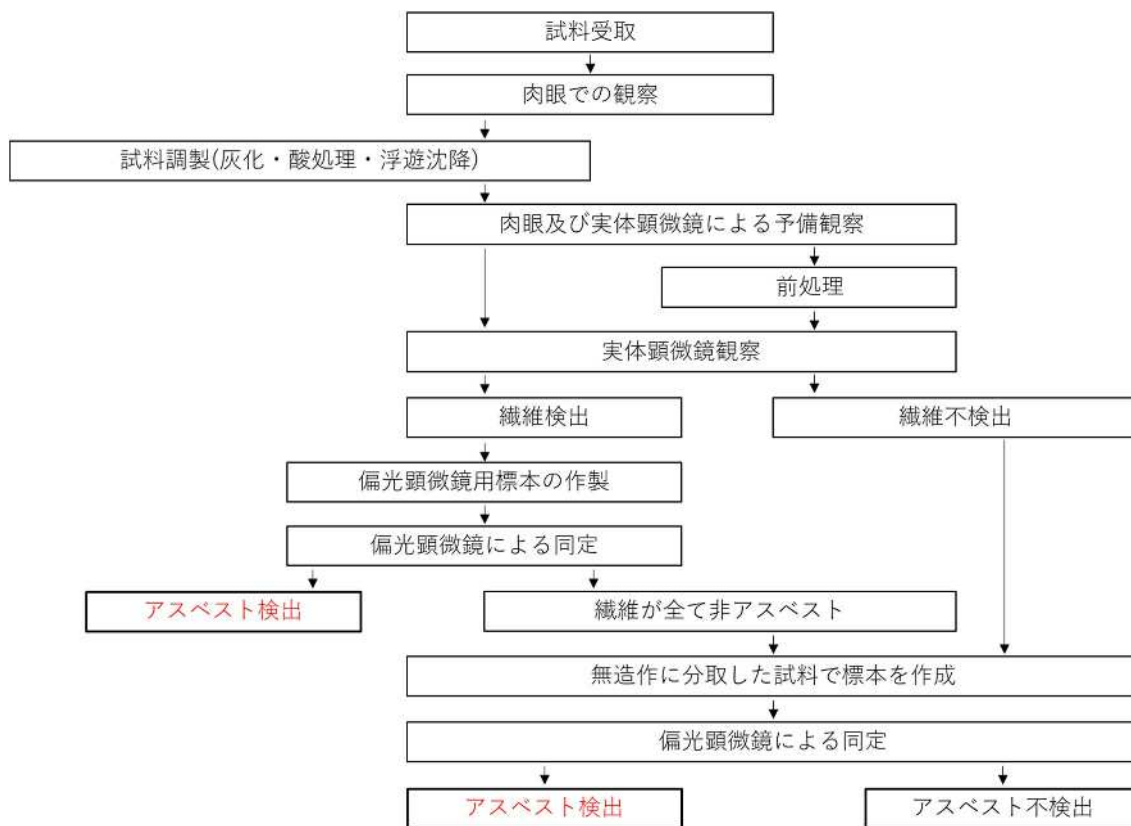 試料受取
肉眼での観察
試料調製(灰化・酸処理・浮遊沈降)
肉眼及び実体顕微鏡による予備観察
前処理
実体顕微鏡観察
繊維検出
繊維不検出
偏光顕微鏡用標本の作製
偏光顕微鏡による同定
アスベスト検出
繊維が全て非アスベスト
無造作に分取した試料で標本を作成
偏光顕微鏡による同定
アスベスト検出
アスベスト不検出